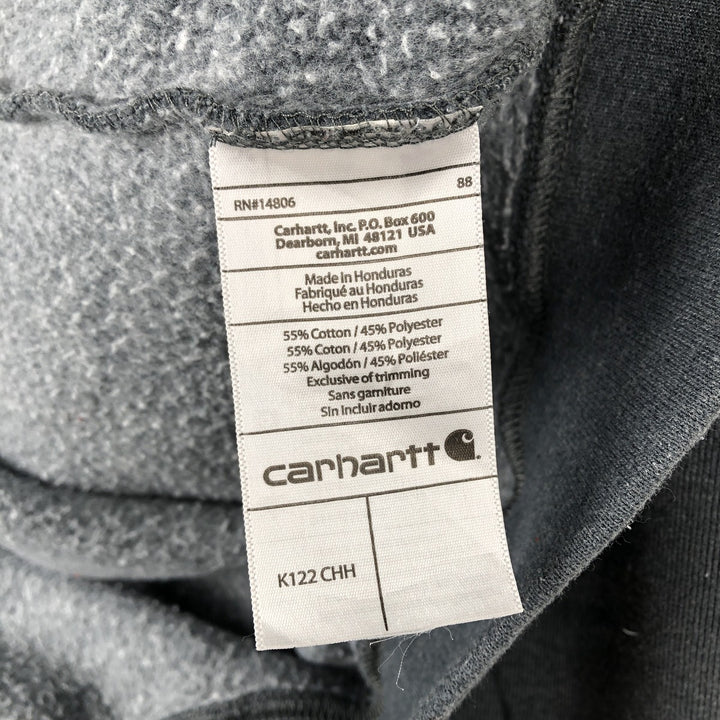 RN#14806 88
Carhartt, Inc. P.O. Box 600
Dearborn, MI 48121 USA
carhartt.com
Made in Honduras
Fabriqué au Honduras
Hecho en Honduras
55% Cotton / 45% Polyester
55% Coton / 45% Polyester
55% Algodón / 45% Poliéster
Exclusive of trimming
Sans garniture
Sin incluir adorno
carhartt
K122 CHH